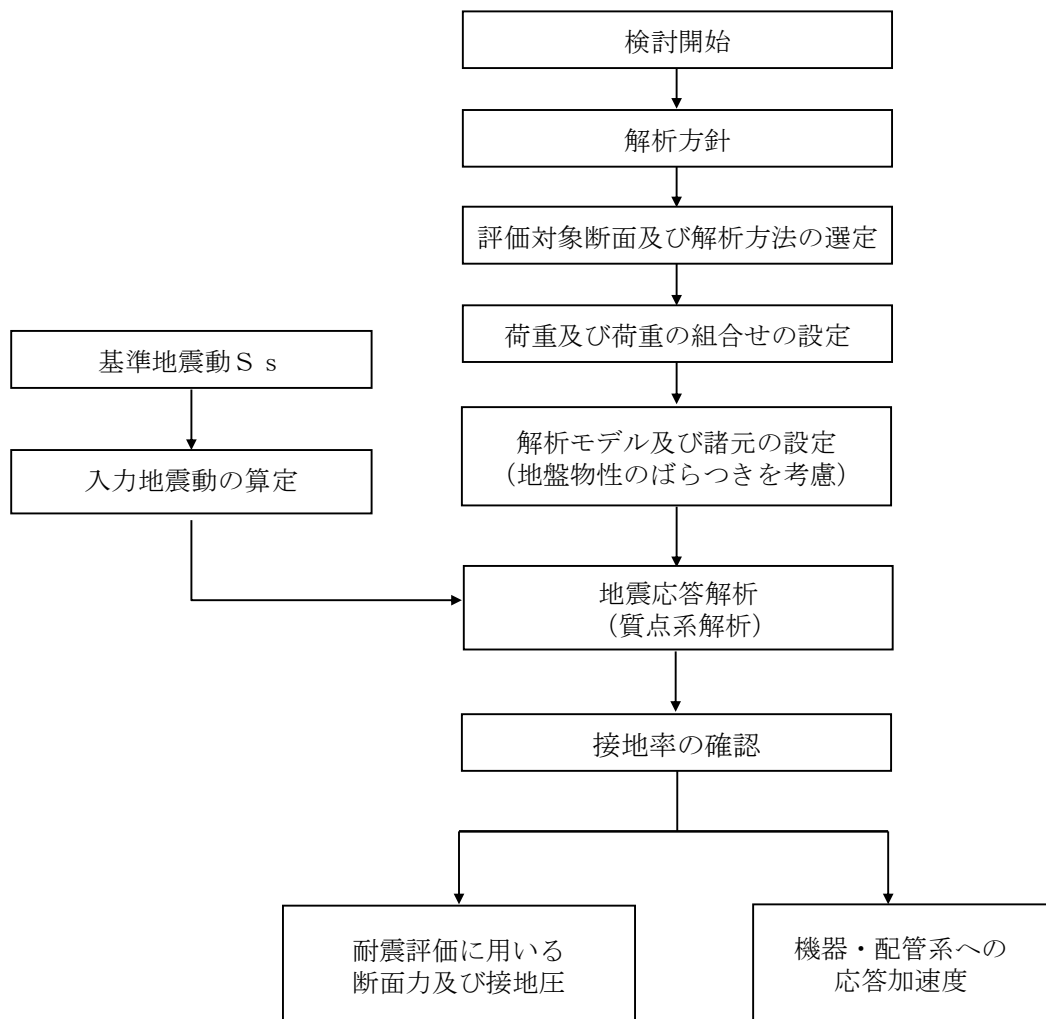 検討開始
解析方針
評価対象断面及び解析方法の選定
荷重及び荷重の組合せの設定
基準地震動Ｓｓ
解析モデル及び諸元の設定
（地盤物性のばらつきを考慮）
入力地震動の算定
地震応答解析
（質点系解析）
接地率の確認
耐震評価に用いる
断面力及び接地圧
機器・配管系への
応答加速度